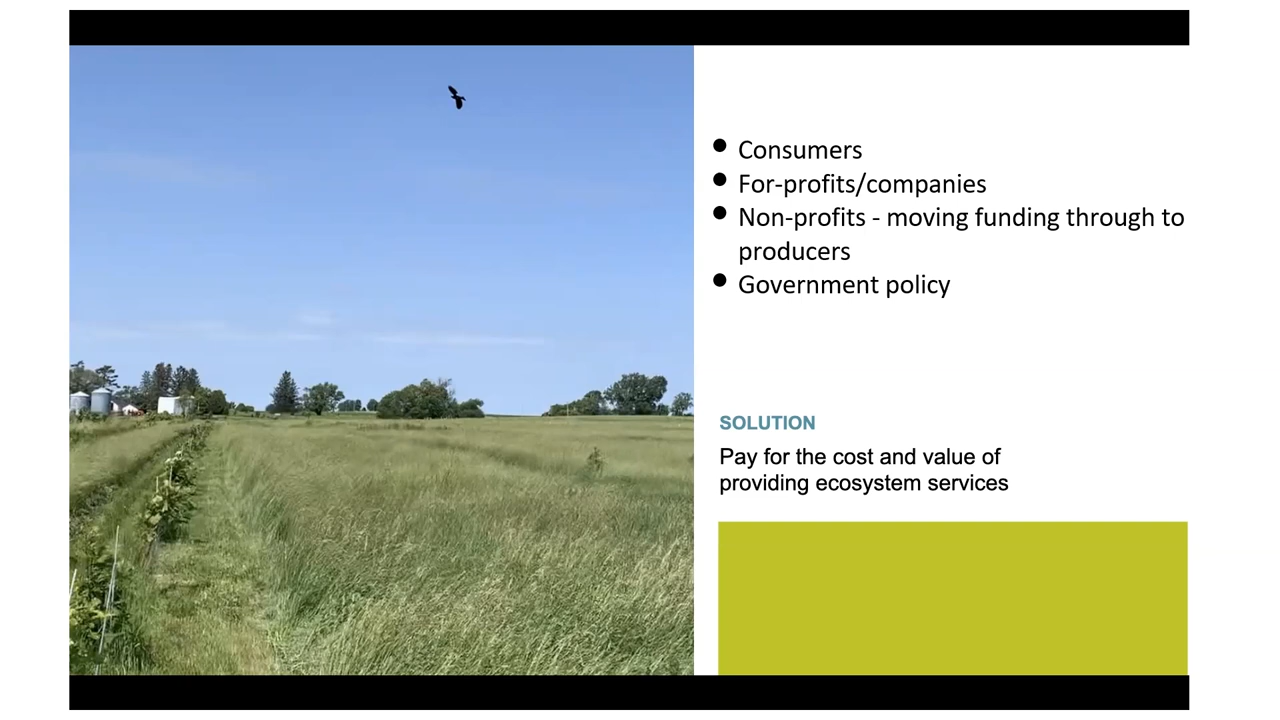 ● Consumers
● For-profits/companies
● Non-profits - moving funding through to
producers
● Government policy
SOLUTION
Pay for the cost and value of
providing ecosystem services